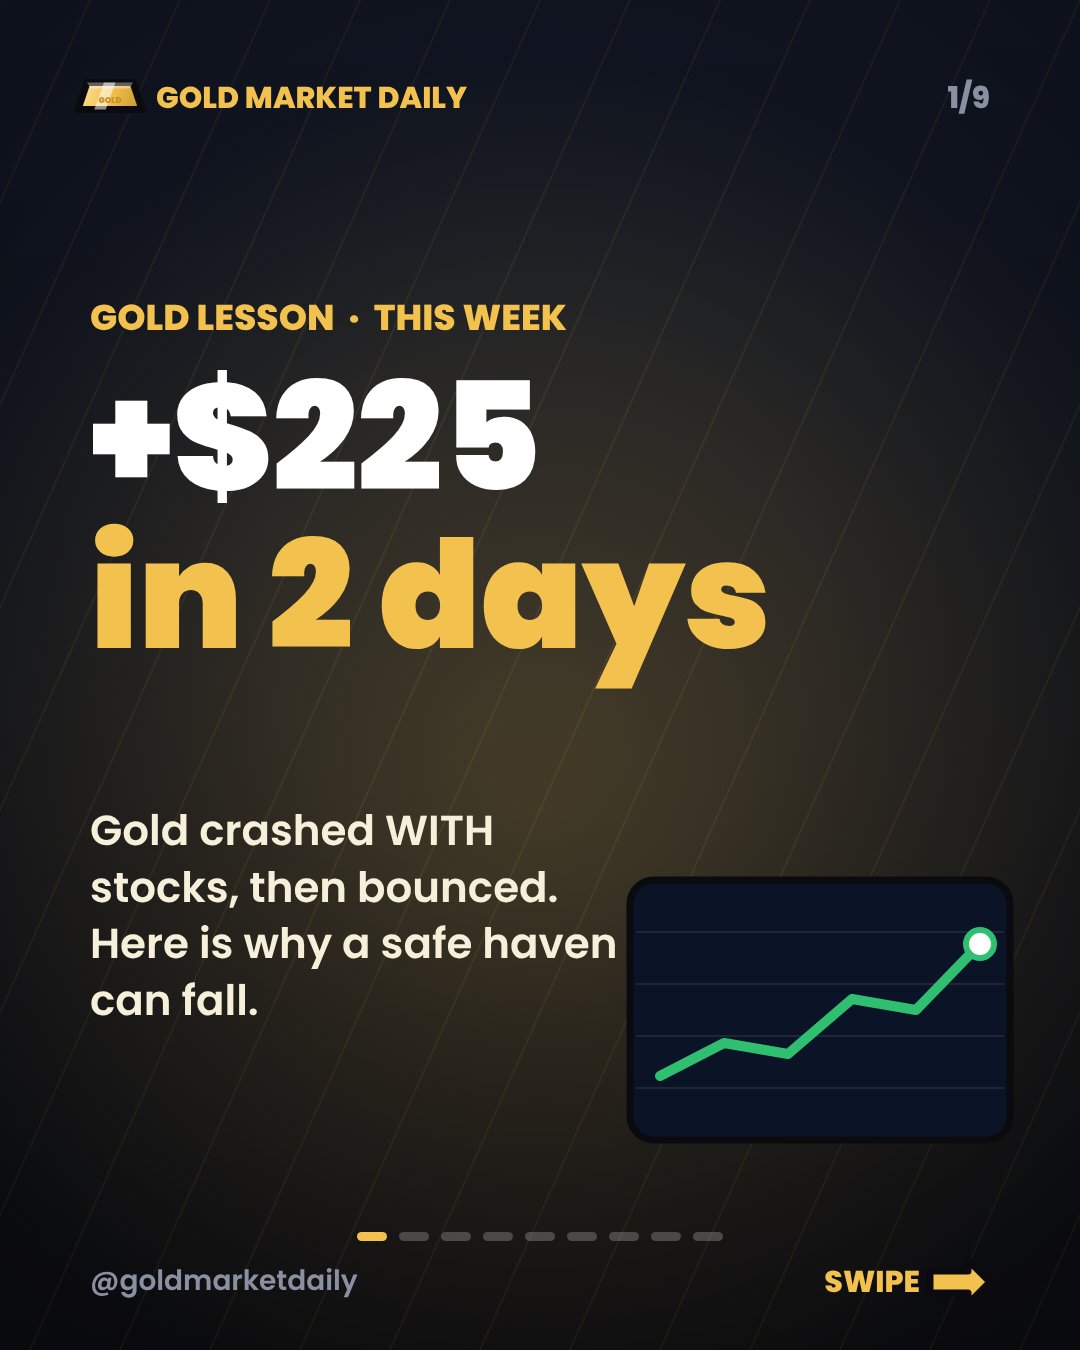 GOLD
GOLD MARKET DAILY
1/9
GOLD LESSON · THIS WEEK
+$225
in 2 days
Gold crashed WITH
stocks, then bounced.
Here is why a safe haven
can fall.
@goldmarketdaily
SWIPE